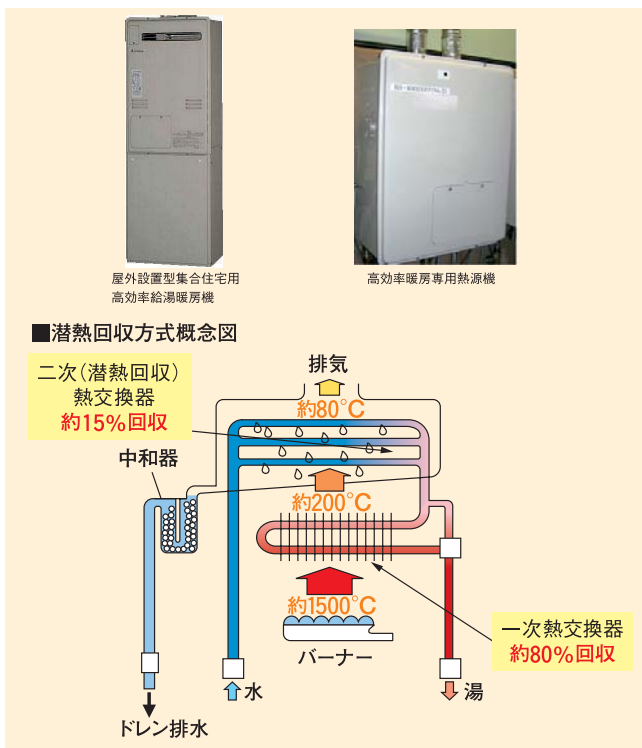 屋外設置型集合住宅用
高効率給湯暖房機
高効率暖房専用熱源機
■潜熱回収方式概念図
二次(潜熱回収)
熱交換器
約15%回収
排気
約80°C
中和器
約200°C
約1500°C
バーナー
一次熱交換器
約80%回収
水
湯
ドレン排水